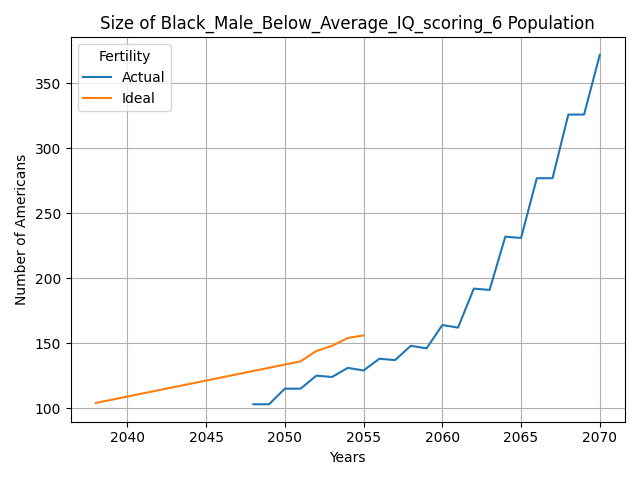 Size of Black_Male_Below_Average_IQ_scoring_6 Population
Fertility
Actual
Ideal
Number of Americans
350
300
250
200
150
100
2040 2045 2050 2055 2060 2065 2070
Years